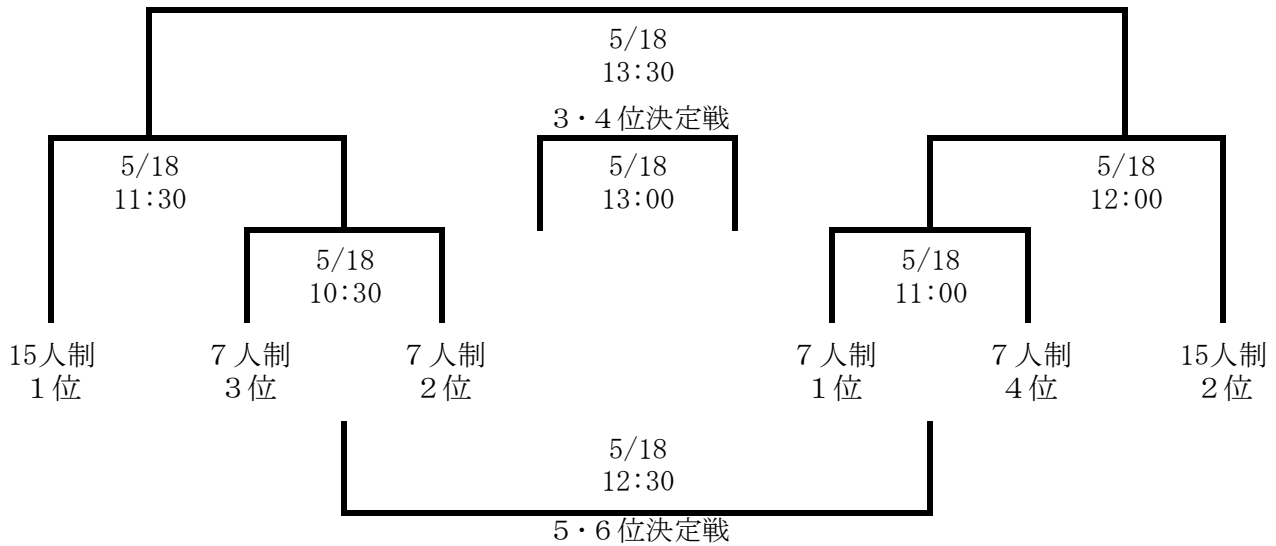 5/18
13:30
3・4位決定戦
5/18
11:30
5/18
13:00
5/18
12:00
5/18
10:30
5/18
11:00
15人制
1位
7人制
3位
7人制
2位
7人制
1位
7人制
4位
15人制
2位
5/18
12:30
5・6位決定戦